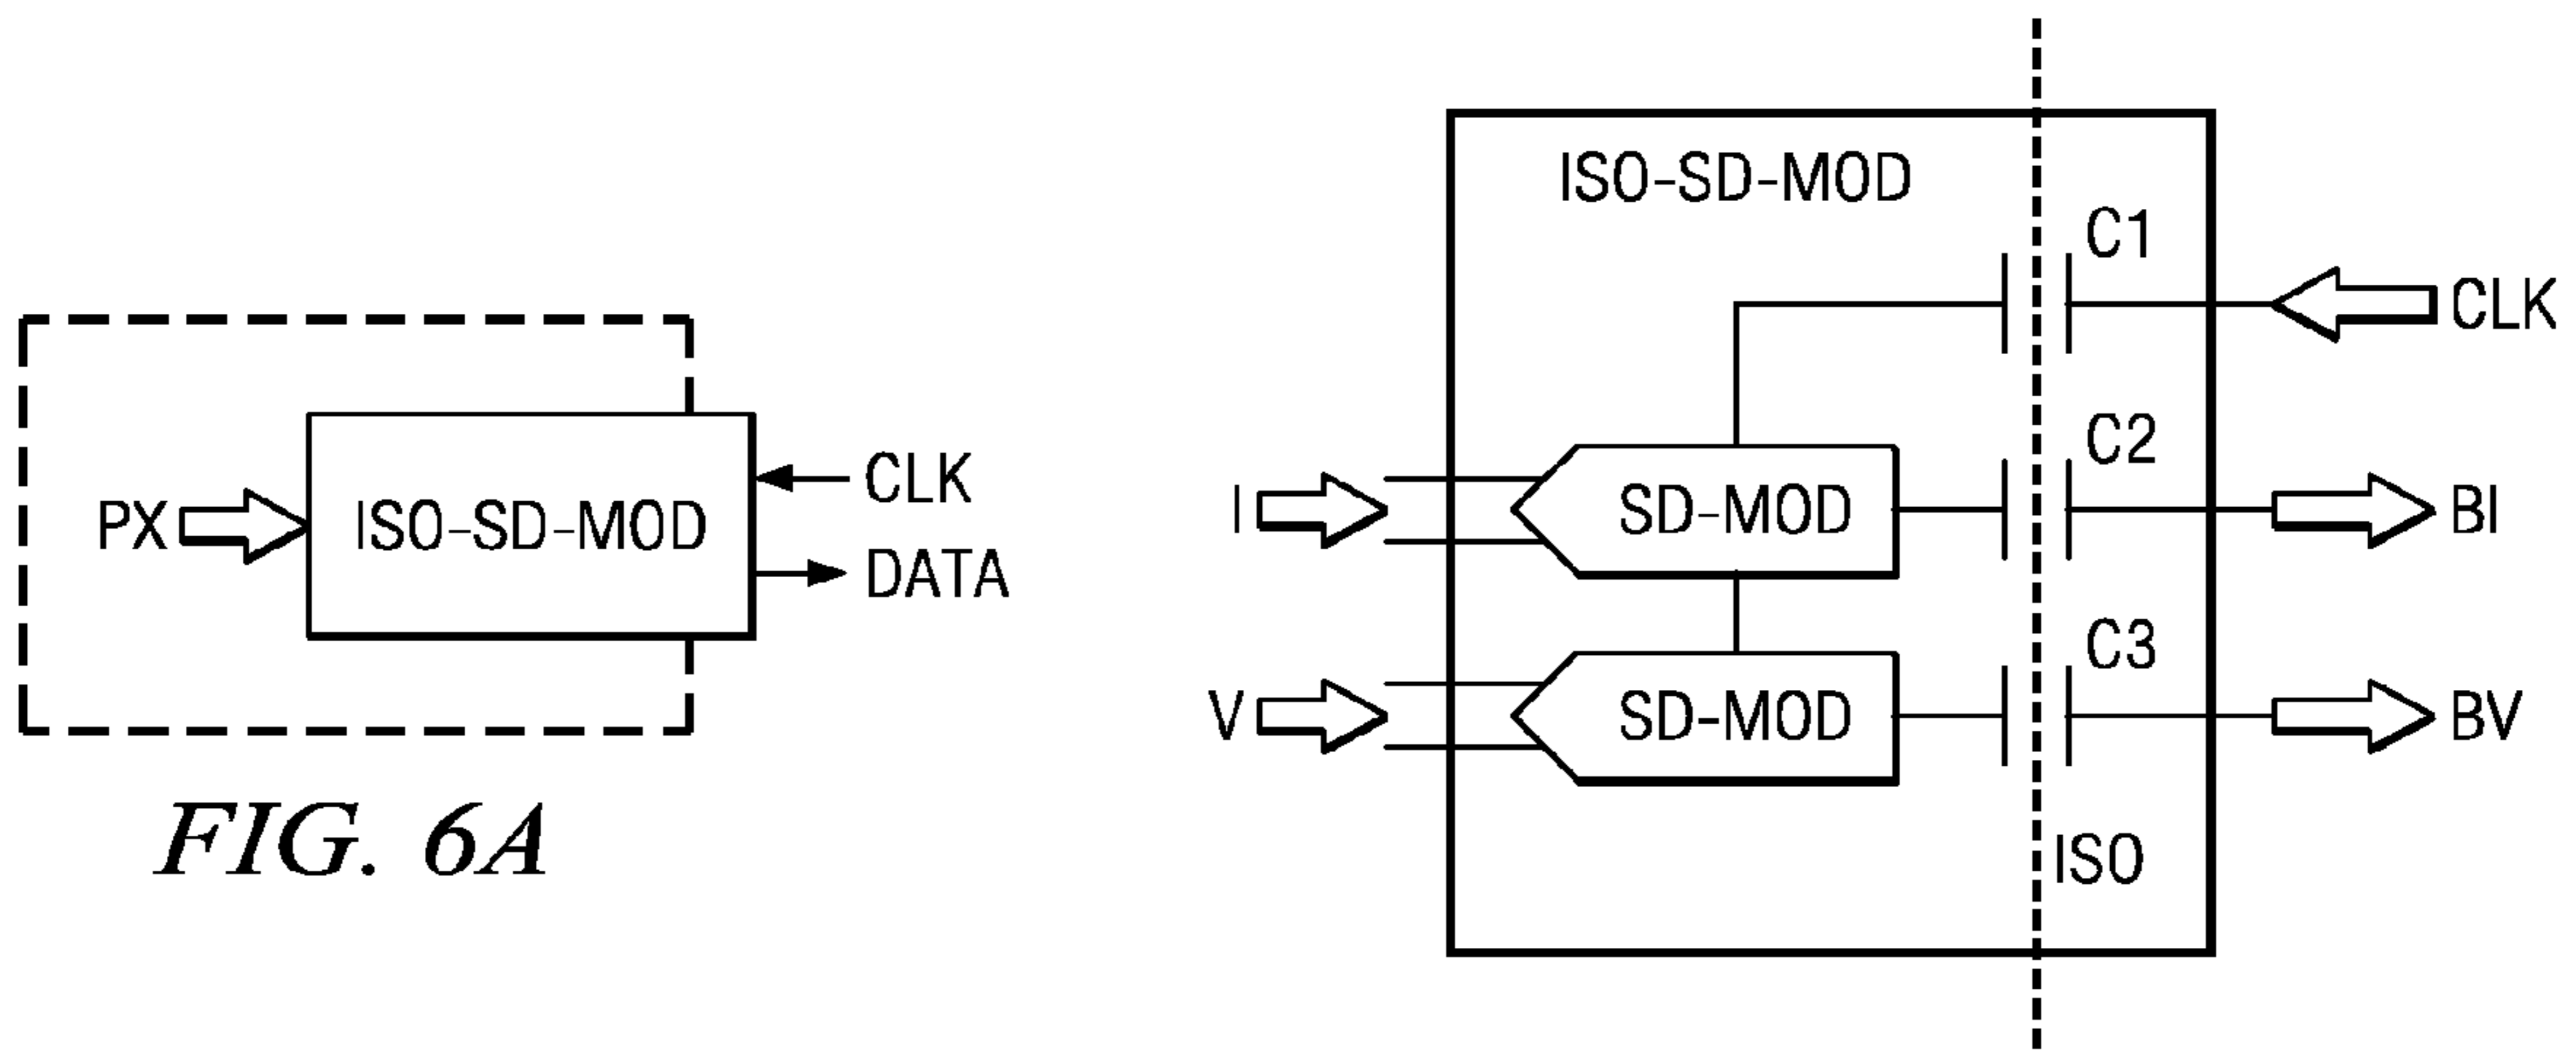 PX
ISO-SD-MOD
CLK
DATA
FIG. 6A
ISO-SD-MOD
C1
CLK
C2
I
SD-MOD
BI
C3
V
SD-MOD
BV
ISO